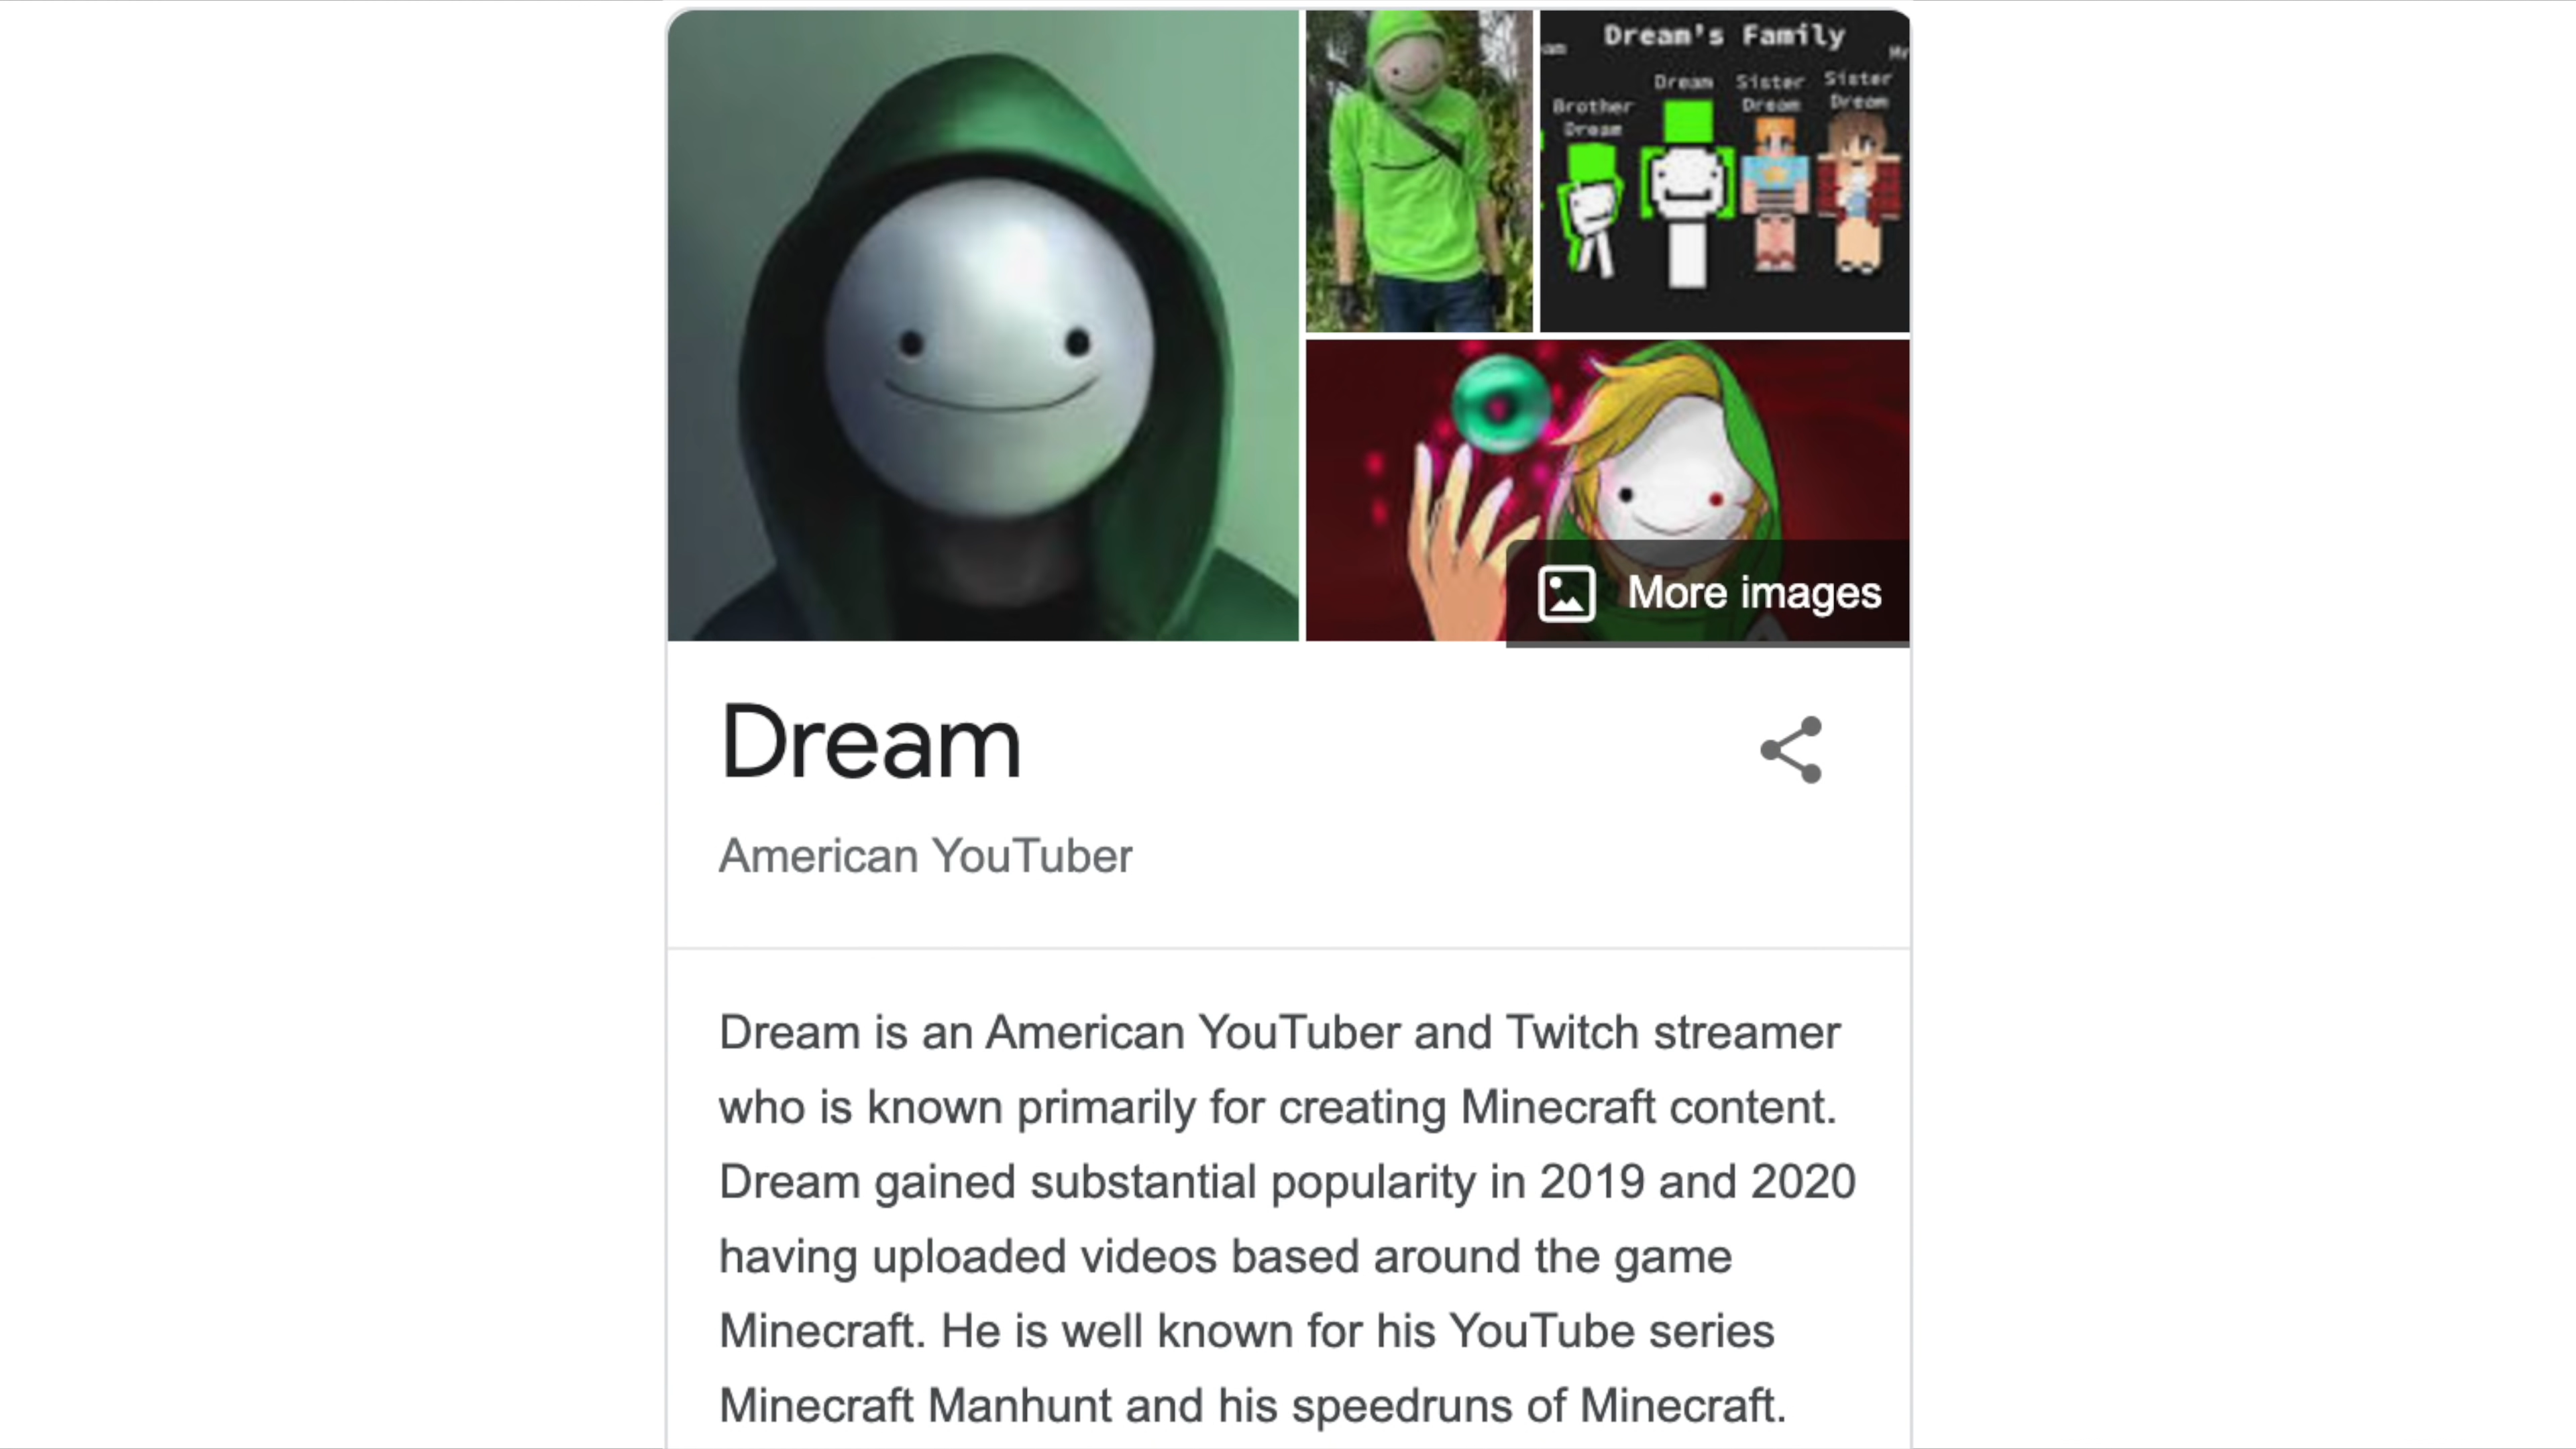 Dream's Family
am
Dream
Sister
Dream
Sister
Dream
Brother
Dream
More images
Dream
American YouTuber
Dream is an American YouTuber and Twitch streamer
who is known primarily for creating Minecraft content.
Dream gained substantial popularity in 2019 and 2020
having uploaded videos based around the game
Minecraft. He is well known for his YouTube series
Minecraft Manhunt and his speedruns of Minecraft.